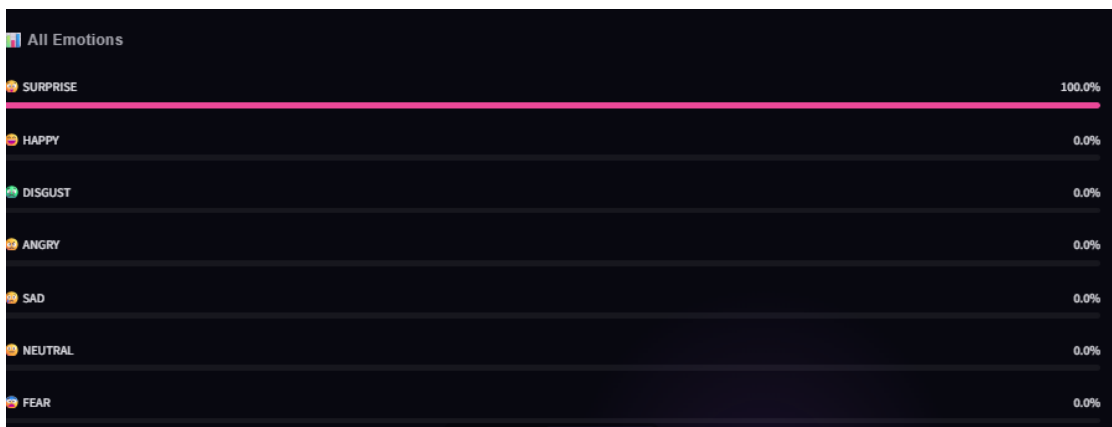 All Emotions
SURPRISE 100.0%
HAPPY 0.0%
DISGUST 0.0%
ANGRY 0.0%
SAD 0.0%
NEUTRAL 0.0%
FEAR 0.0%